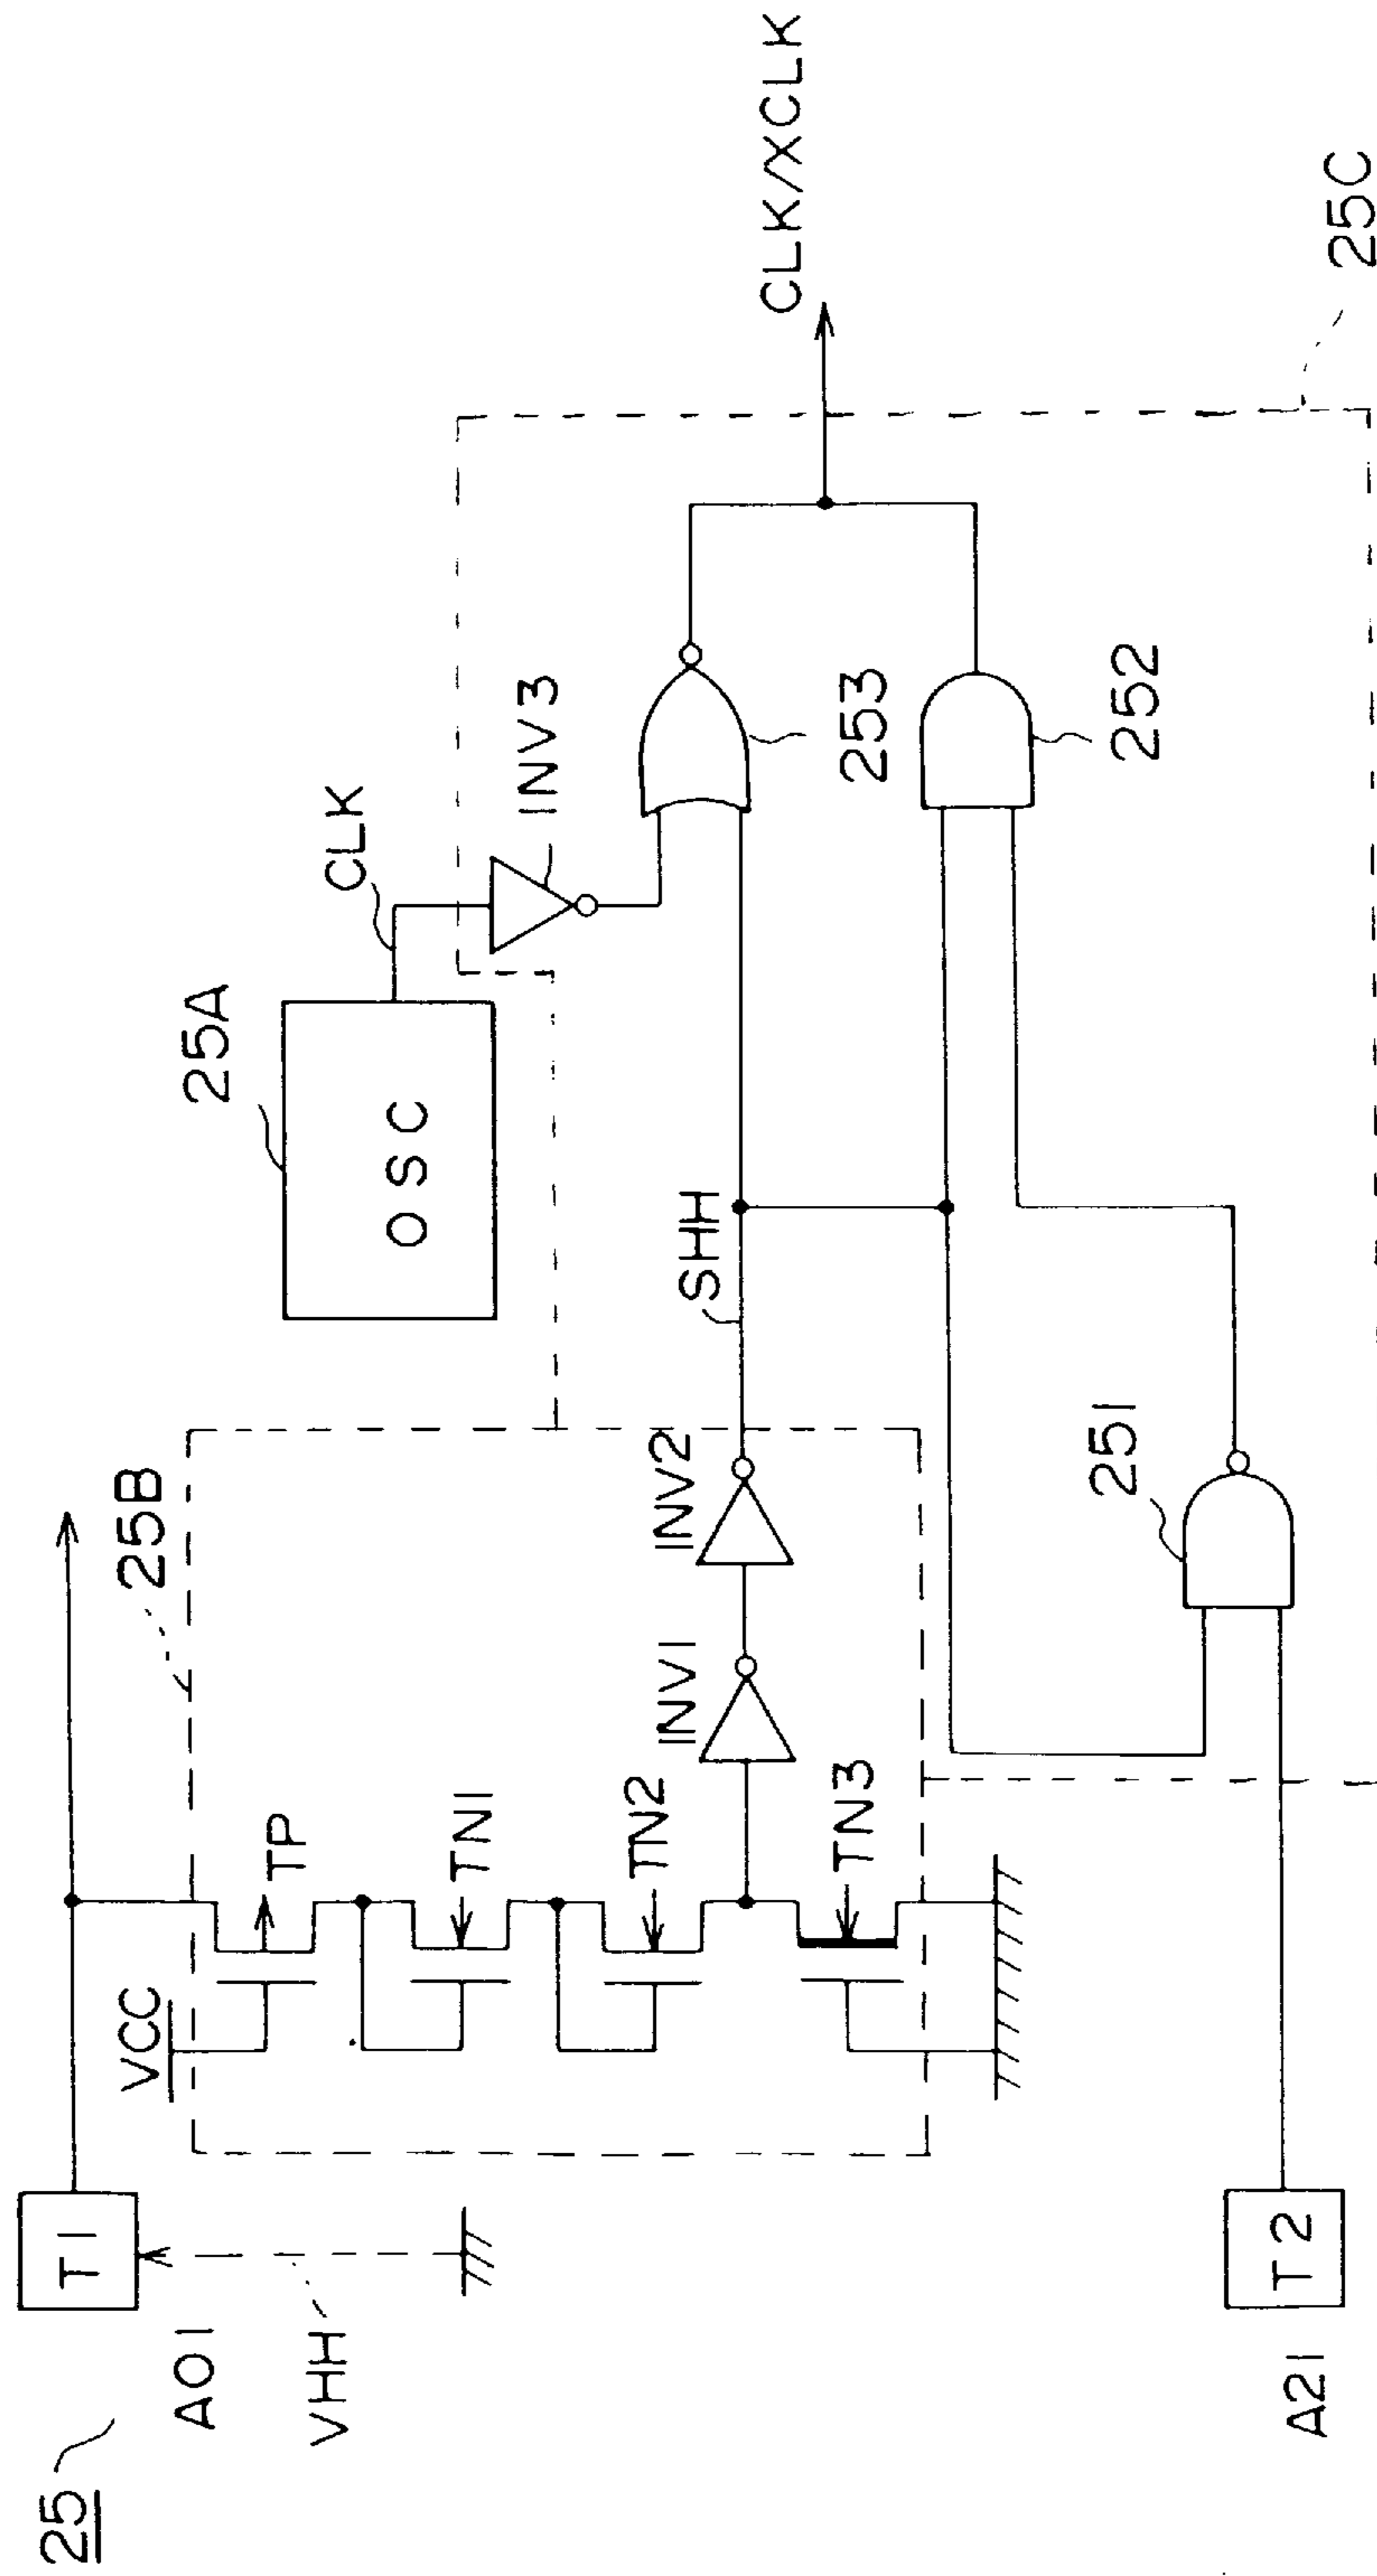 25
T1
A01
VHH
VCC
TP
TN1
TN2
TN3
25B
INV1
INV2
SHH
25A
OSC
CLK
INV3
253
252
251
T2
A21
CLK/XCLK
25C